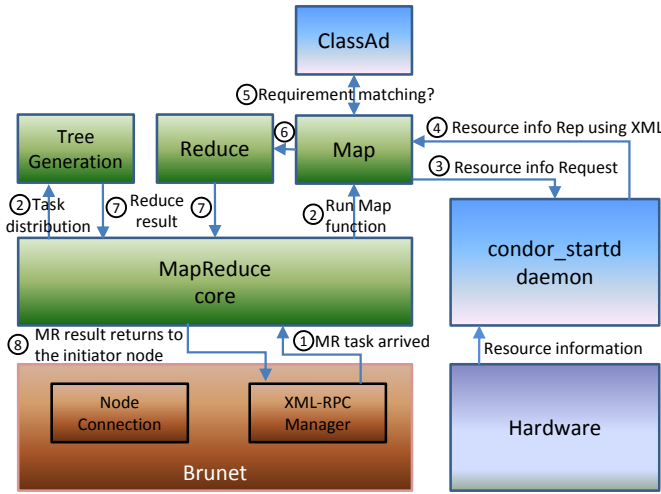 ClassAd
⑤ Requirement matching?
Tree
Generation
Reduce
⑥
Map
④ Resource info Rep using XML
③ Resource info Request
② Task
distribution
⑦ Reduce
result
⑦
② Run Map
function
condor_startd
daemon
MapReduce
core
⑧ MR result returns to
the initiator node
① MR task arrived
Resource information
Node
Connection
XML-RPC
Manager
Hardware
Brunet